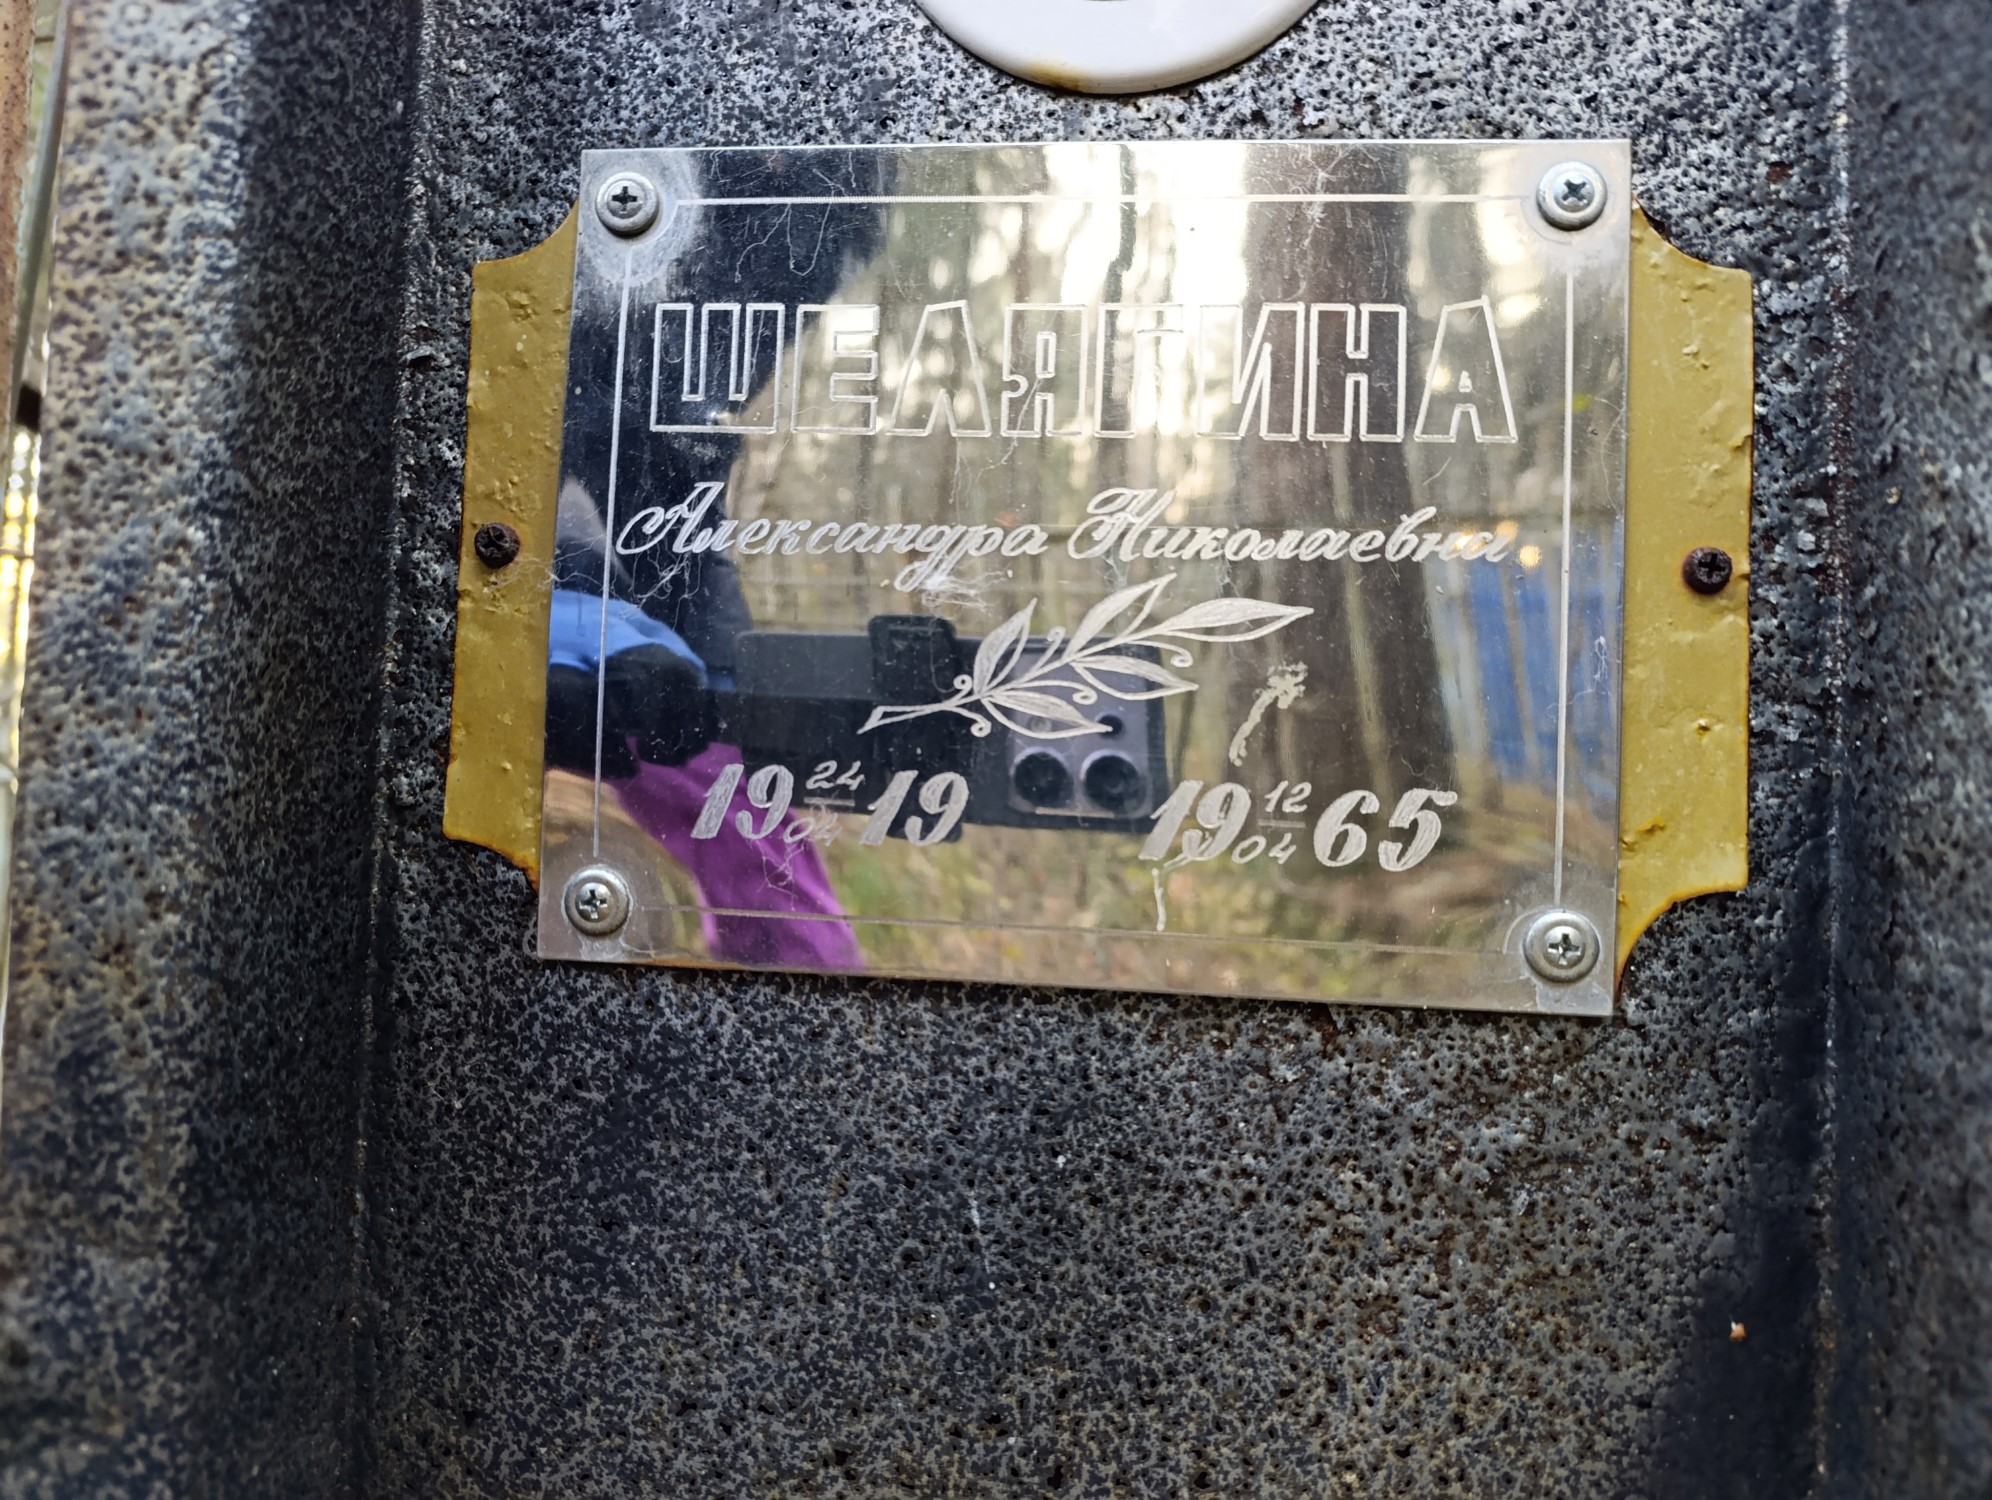 ШЕЛЯГИНА
Александра Николаевна
19 24/04 19 19 12/04 65